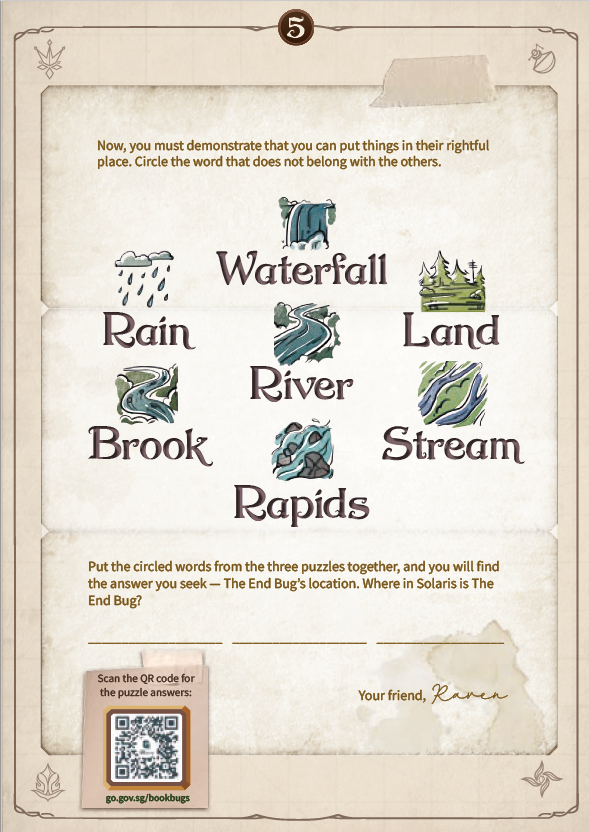 5
Now, you must demonstrate that you can put things in their rightful
place. Circle the word that does not belong with the others.
Waterfall
Rain
Land
River
Brook
Stream
Rapids
Put the circled words from the three puzzles together, and you will find
the answer you seek — The End Bug's location. Where in Solaris is The
End Bug?
Your friend, Raven
Scan the QR code for
the puzzle answers:
go.gov.sg/bookbugs